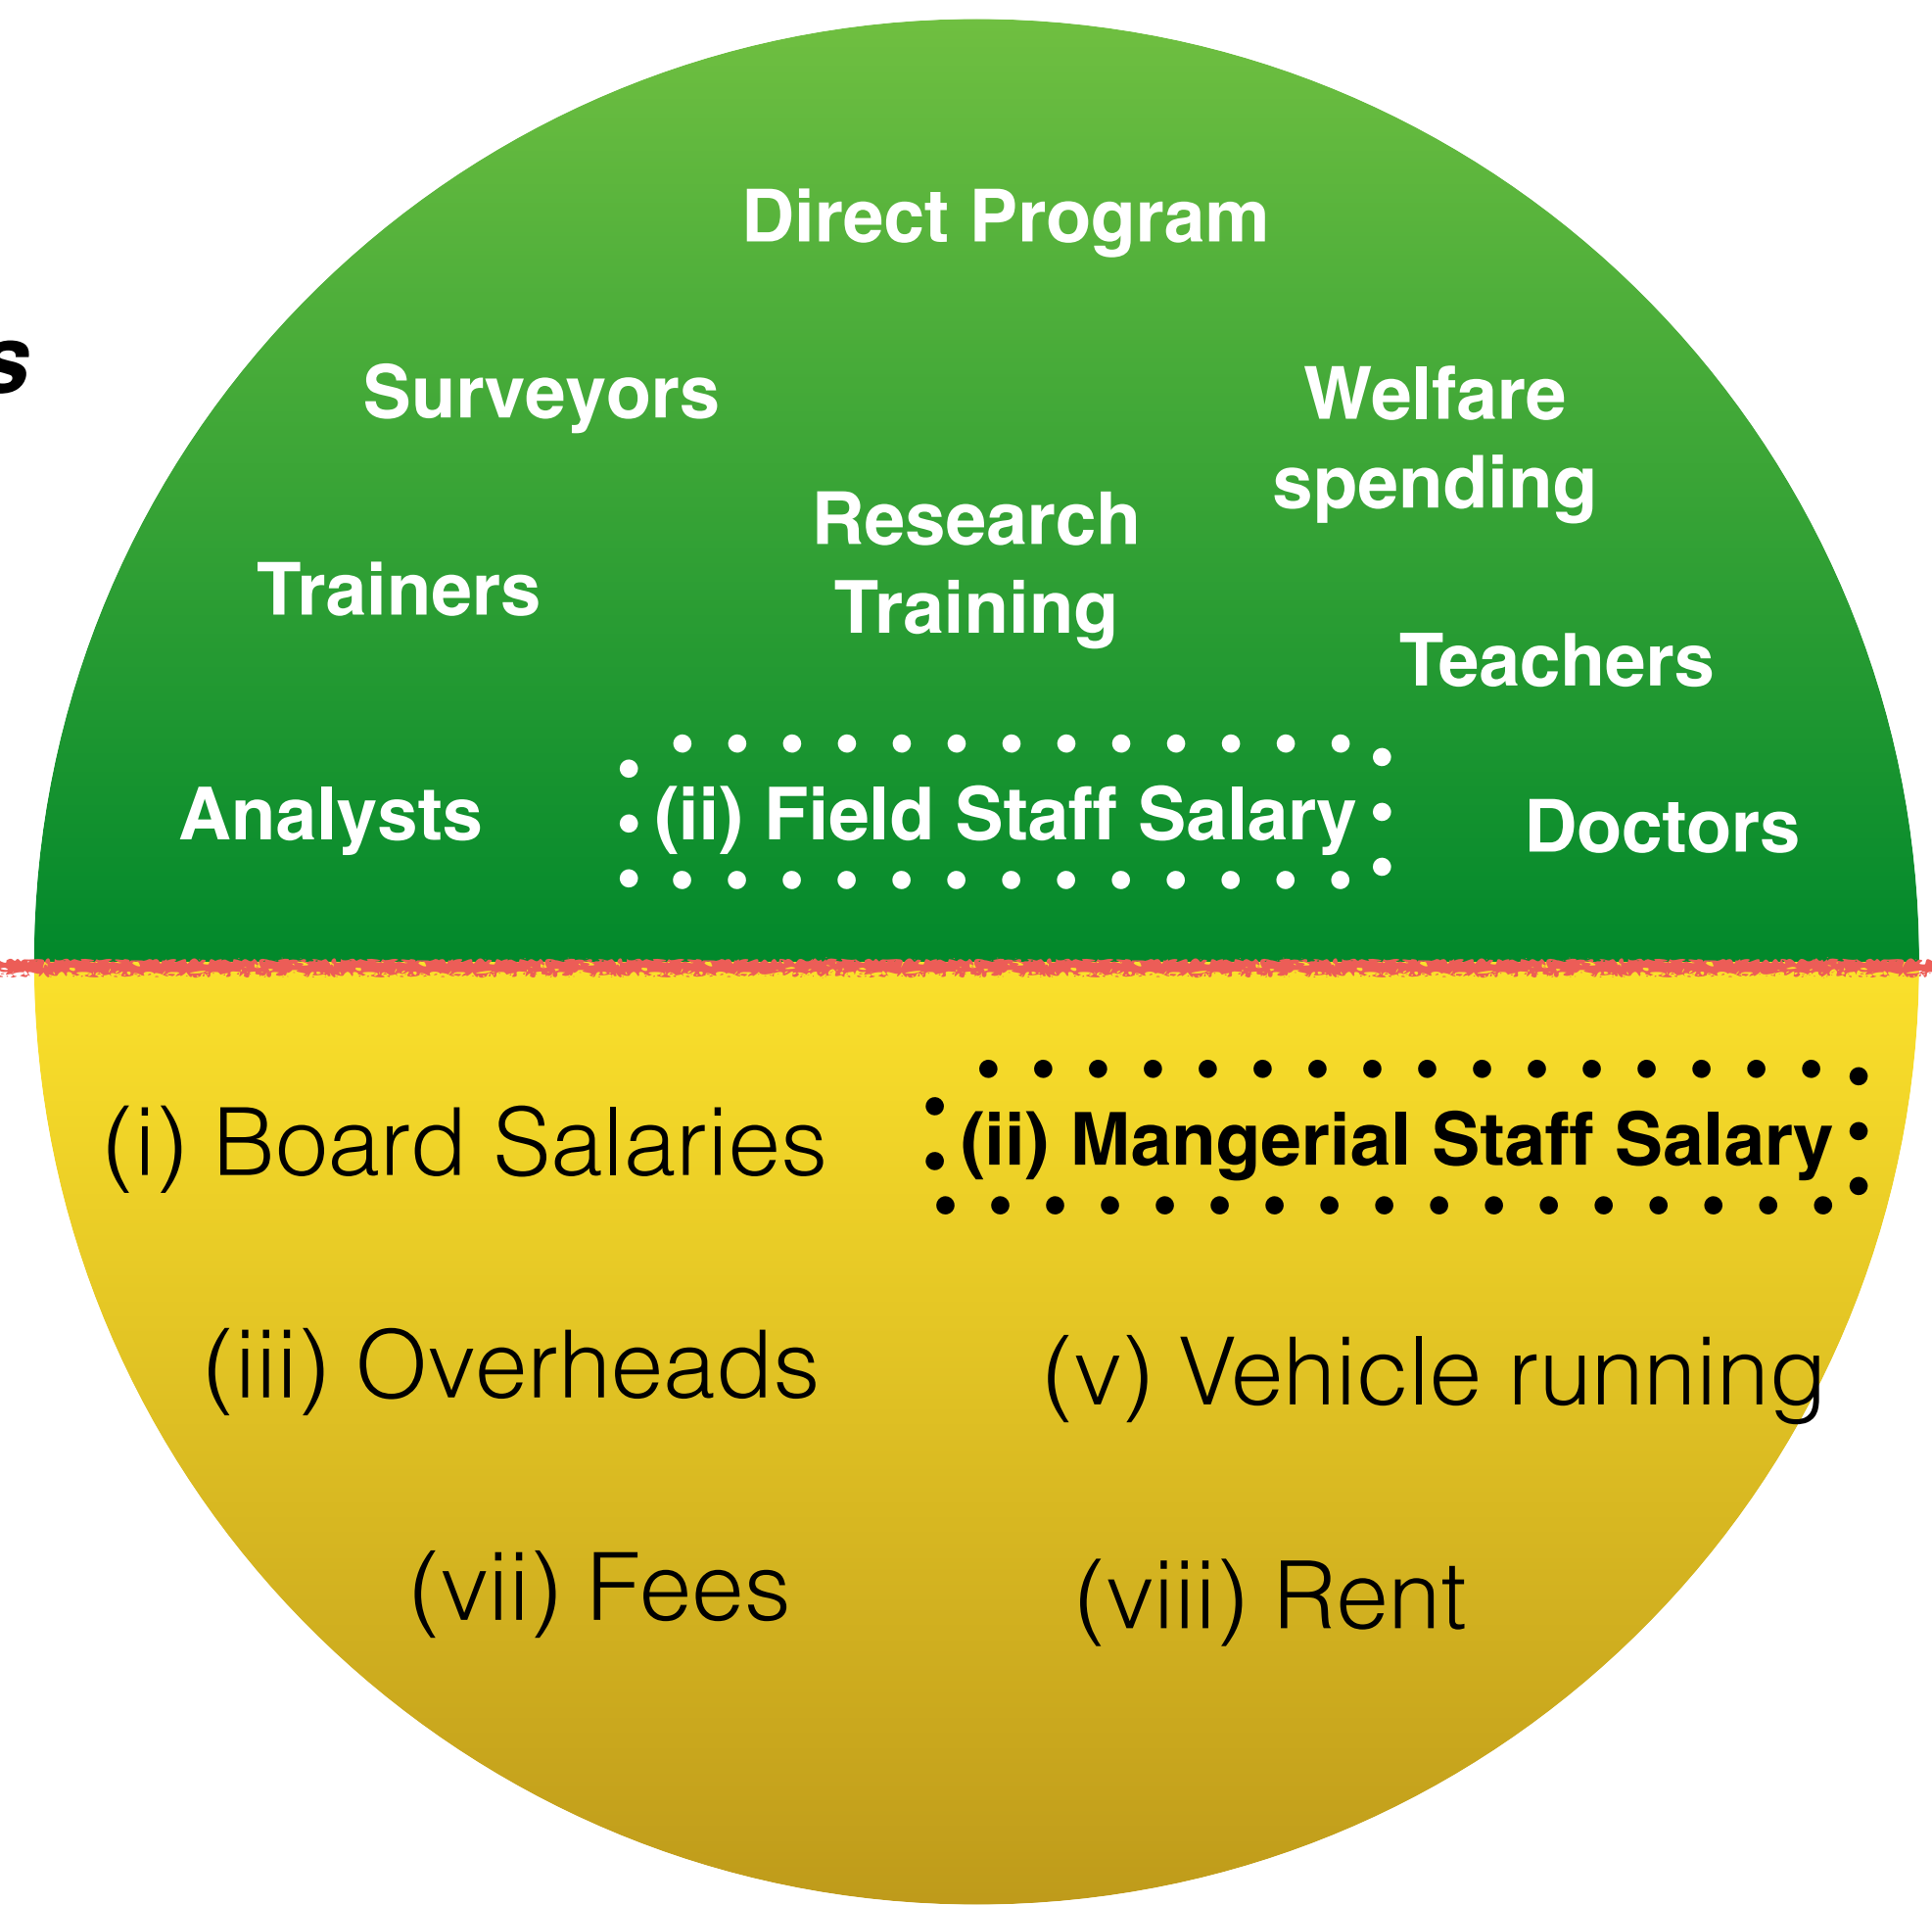 Direct Program
s
Surveyors
Welfare
spending
Research
Training
Trainers
Teachers
Analysts
(ii) Field Staff Salary
Doctors
(i) Board Salaries
(ii) Mangerial Staff Salary
(iii) Overheads
(v) Vehicle running
(vii) Fees
(viii) Rent